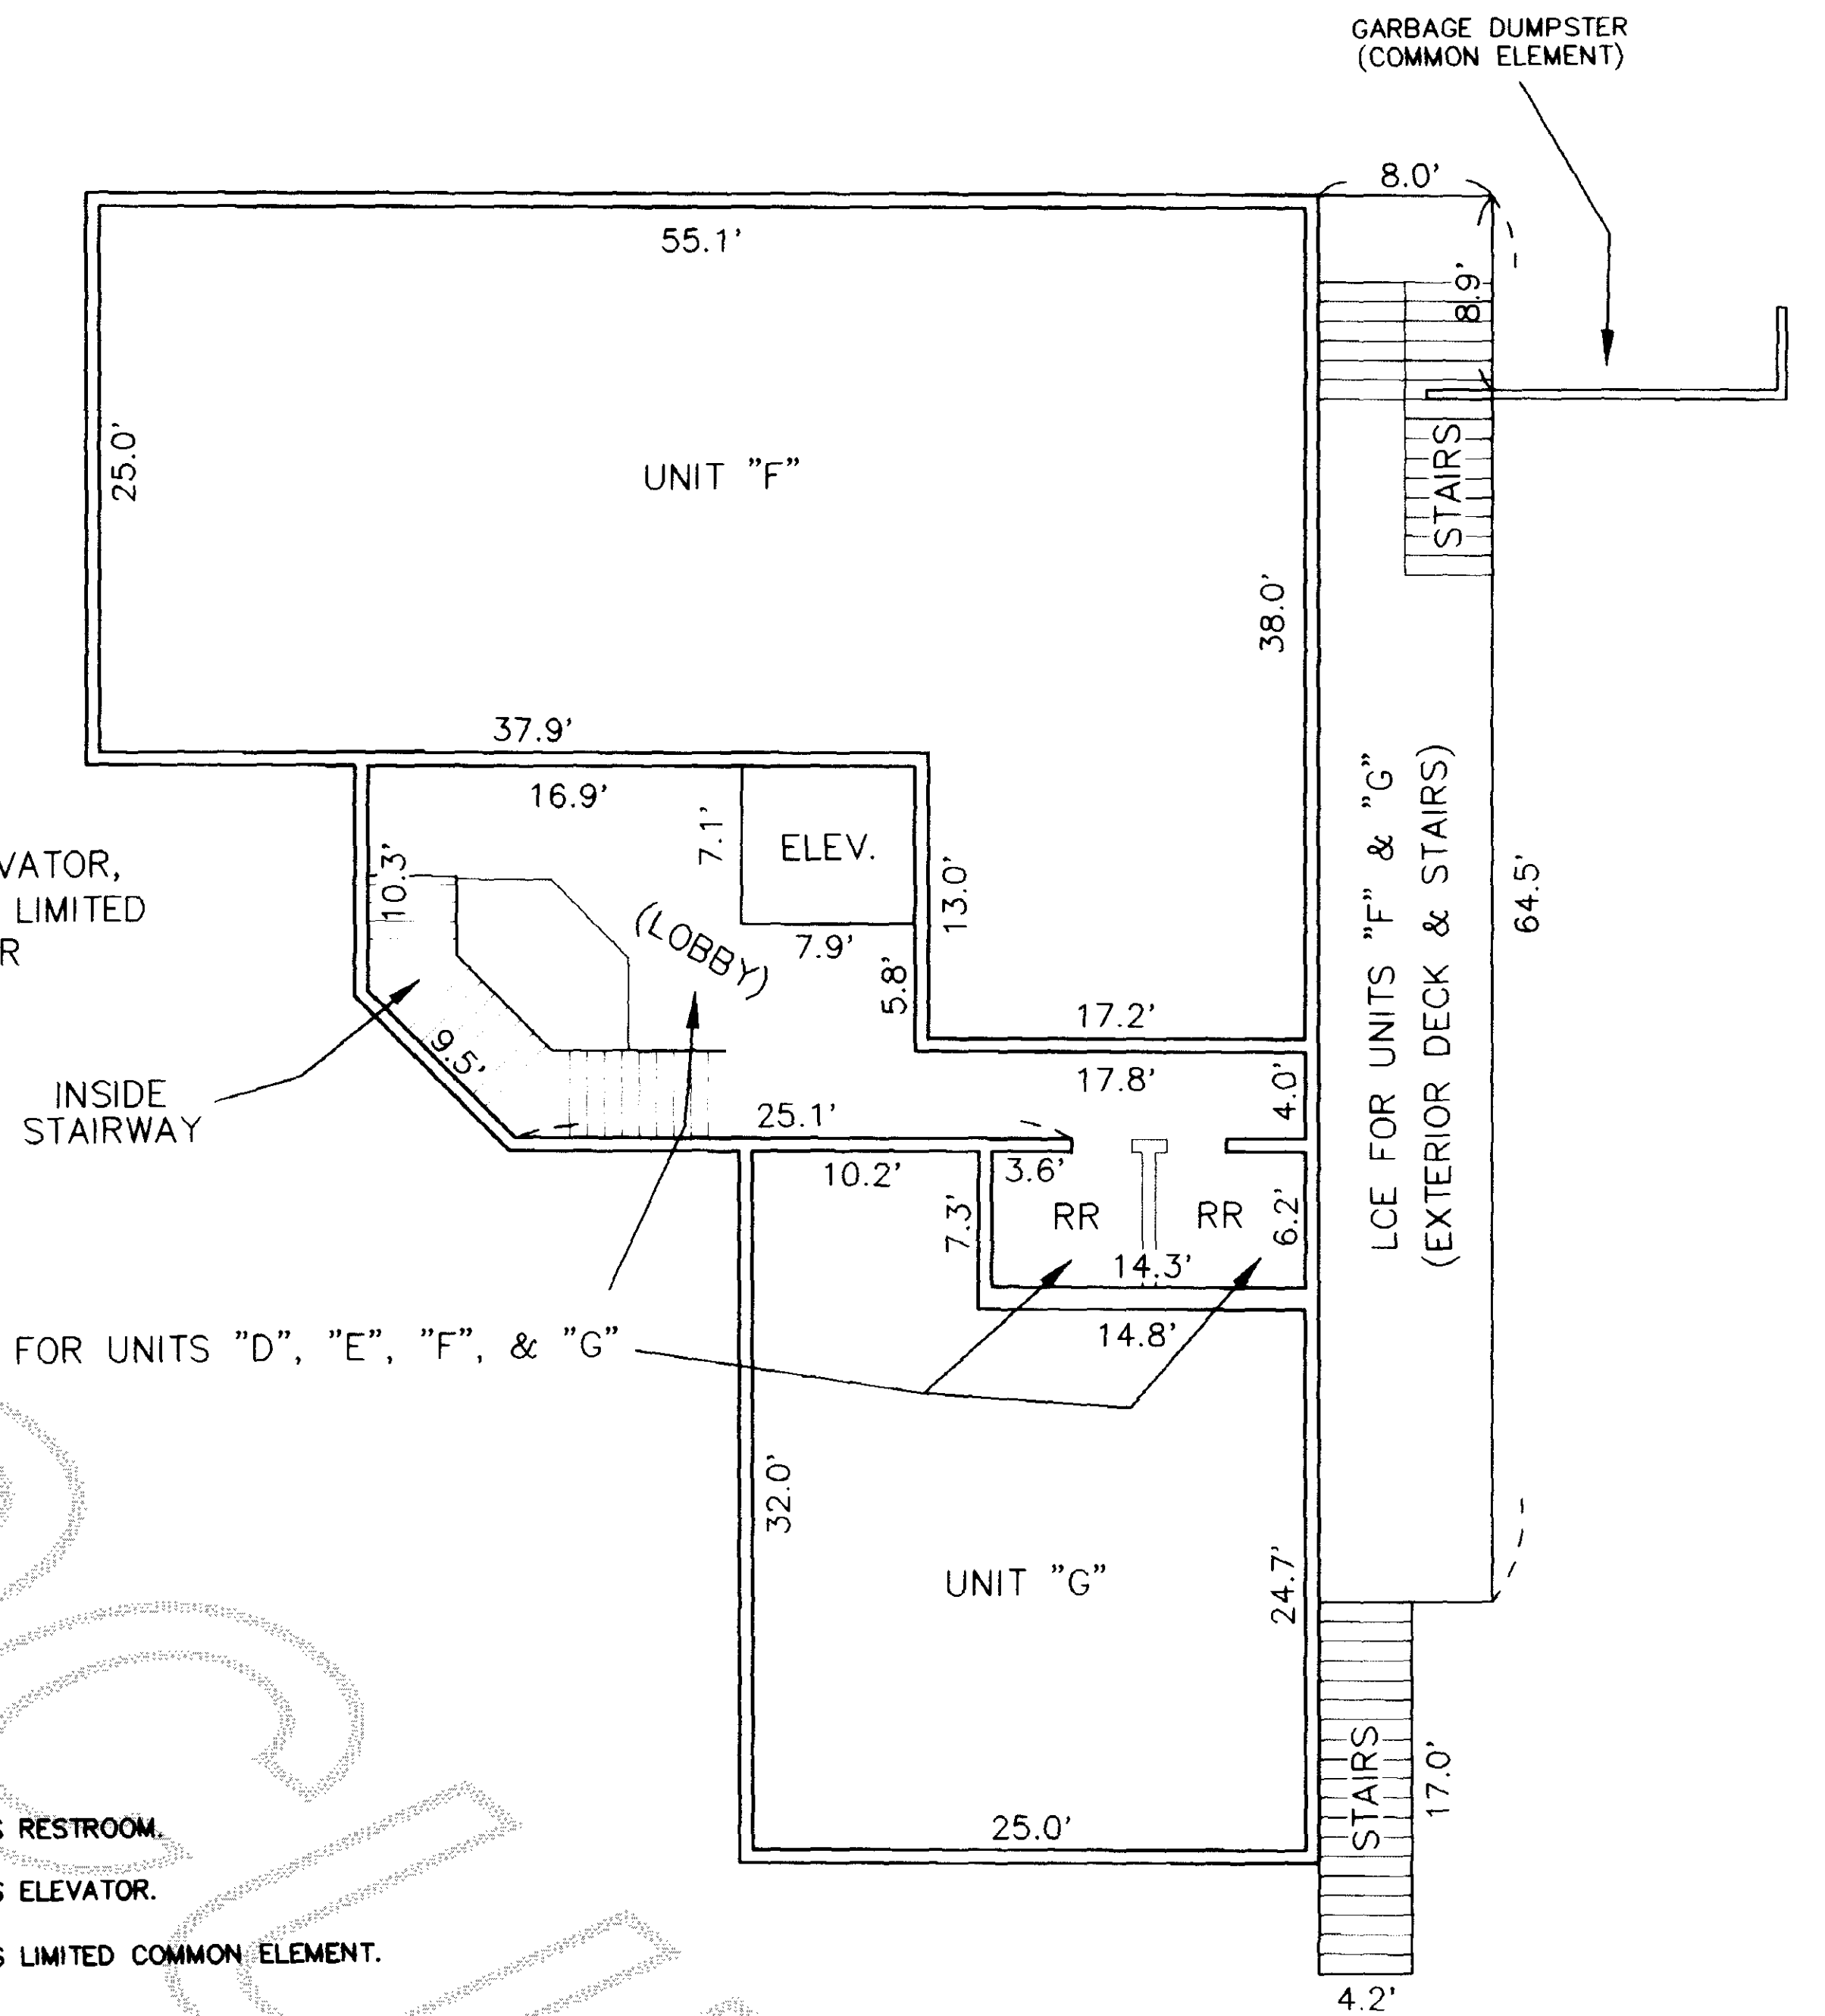 GARBAGE DUMPSTER
(COMMON ELEMENT)
8.0'
55.1'
8.9'
25.0'
UNIT "F"
STAIRS
38.0'
37.9'
16.9'
7.1'
ELEV.
13.0'
10.3'
VATOR,
LIMITED
R
(LOBBY)
7.9'
5.8'
LCE FOR UNITS "F" & "G"
(EXTERIOR DECK & STAIRS)
64.5'
17.2'
9.5'
17.8'
4.0'
INSIDE
STAIRWAY
25.1'
10.2'
3.6'
7.3'
RR
RR
6.2'
14.3'
14.8'
FOR UNITS "D", "E", "F", & "G"
32.0'
UNIT "G"
24.7'
STAIRS
17.0'
25.0'
S RESTROOM.
S ELEVATOR.
S LIMITED COMMON ELEMENT.
4.2'